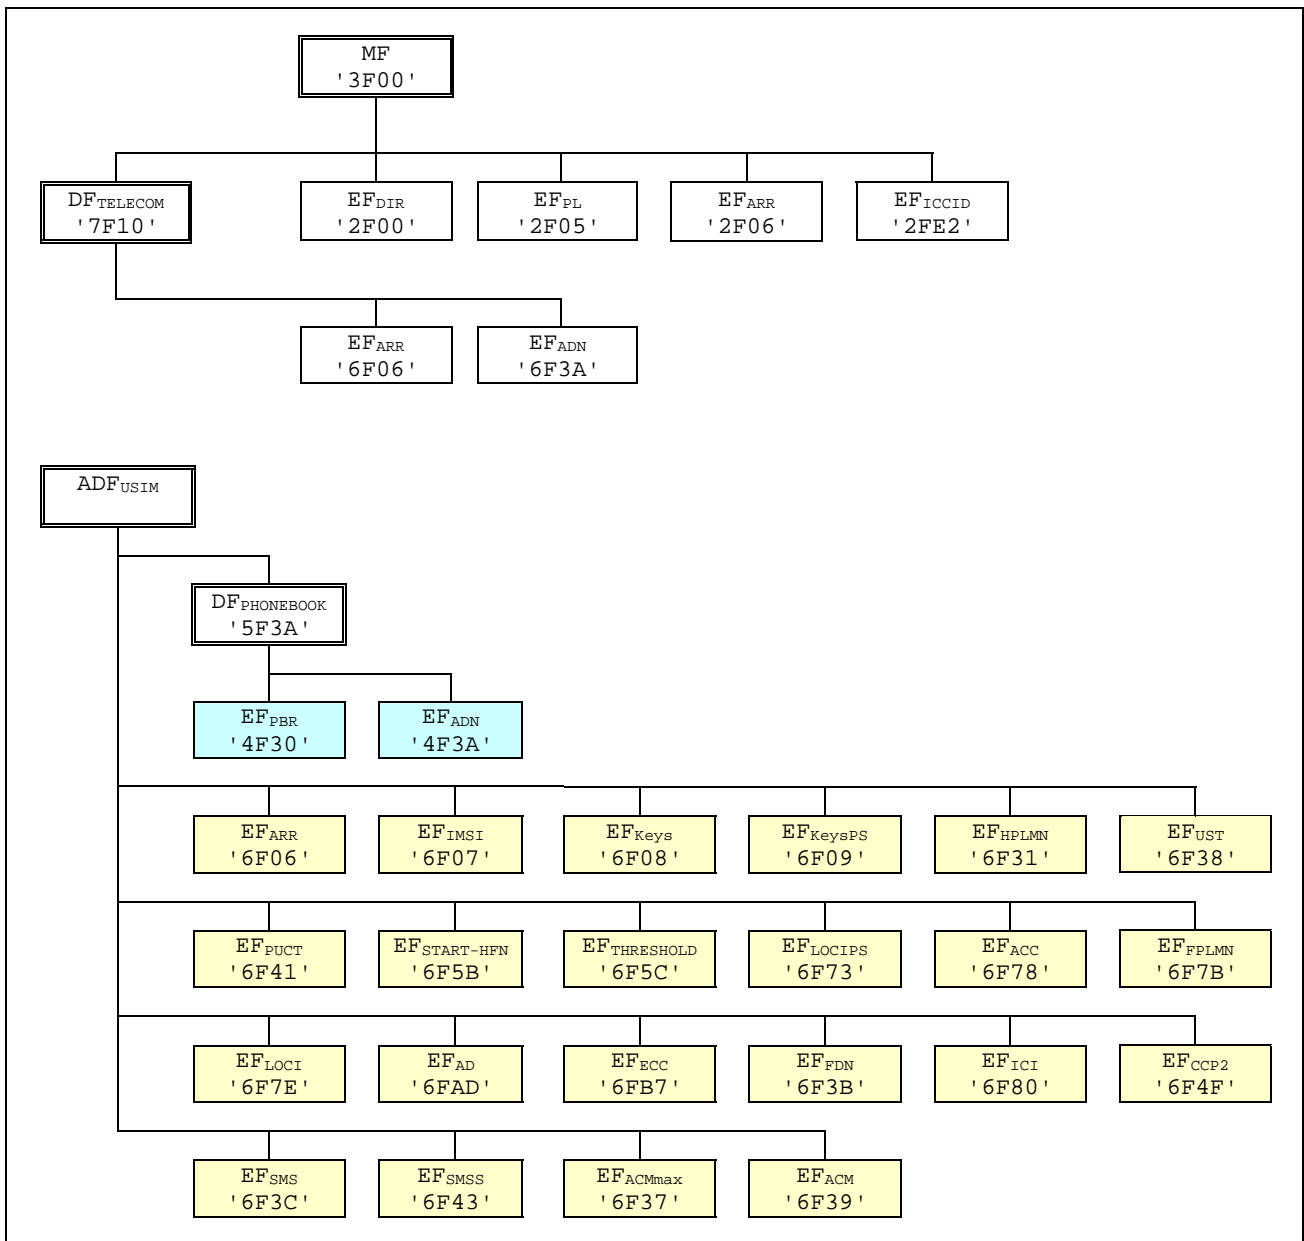 MF
'3F00'
DFTELECOM
'7F10'
EFDIR
'2F00'
EFPL
'2F05'
EFARR
'2F06'
EFICCID
'2FE2'
EFARR
'6F06'
EFADN
'6F3A'
ADFUSIM
DFPHONEBOOK
'5F3A'
EFPBR
'4F30'
EFADN
'4F3A'
EFARR
'6F06'
EFIMSI
'6F07'
EFKeys
'6F08'
EFKeysPS
'6F09'
EFHPLMN
'6F31'
EFUST
'6F38'
EFPUCT
'6F41'
EFSTART-HFN
'6F5B'
EFTHRESHOLD
'6F5C'
EFLOCIPS
'6F73'
EFACC
'6F78'
EFFPLMN
'6F7B'
EFLOCI
'6F7E'
EFAD
'6FAD'
EFECC
'6FB7'
EFFDN
'6F3B'
EFICI
'6F80'
EFCCP2
'6F4F'
EFSMS
'6F3C'
EFSMSS
'6F43'
EFACMmax
'6F37'
EFACM
'6F39'